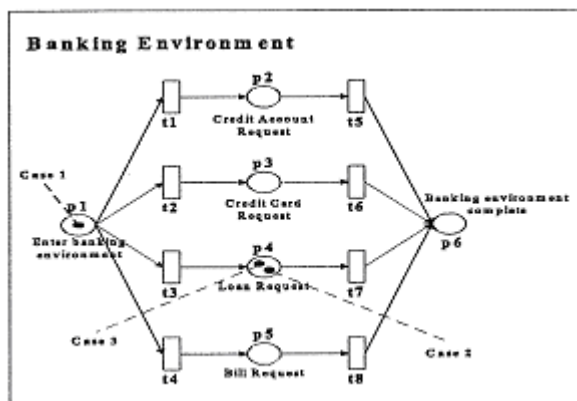 Banking Environment
p2
t1
Credit Account
Request
t5
Case 1
p1
p3
t2
Credit Card
Request
t6
Banking environment
complete
Enter banking
environment
p4
p6
t3
Loan Request
t7
Case 3
p5
Case 2
t4
Bill Request
t8